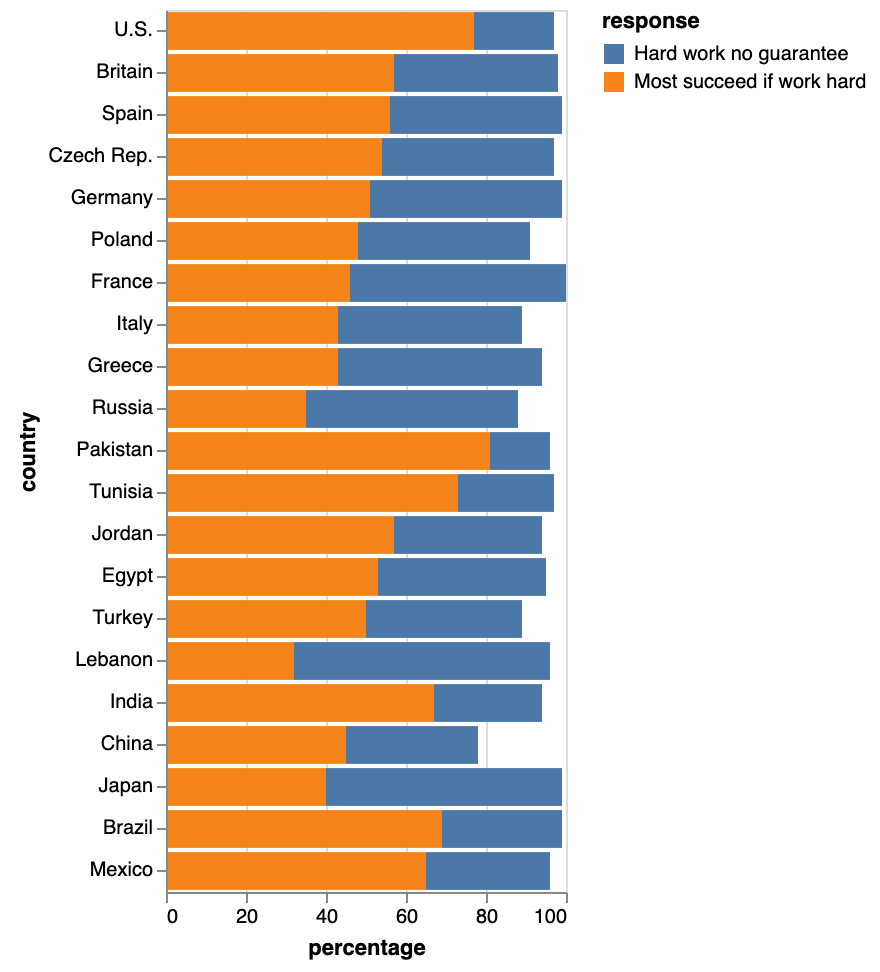 response
Hard work no guarantee
Most succeed if work hard
country
U.S.
Britain
Spain
Czech Rep.
Germany
Poland
France
Italy
Greece
Russia
Pakistan
Tunisia
Jordan
Egypt
Turkey
Lebanon
India
China
Japan
Brazil
Mexico
0 20 40 60 80 100
percentage